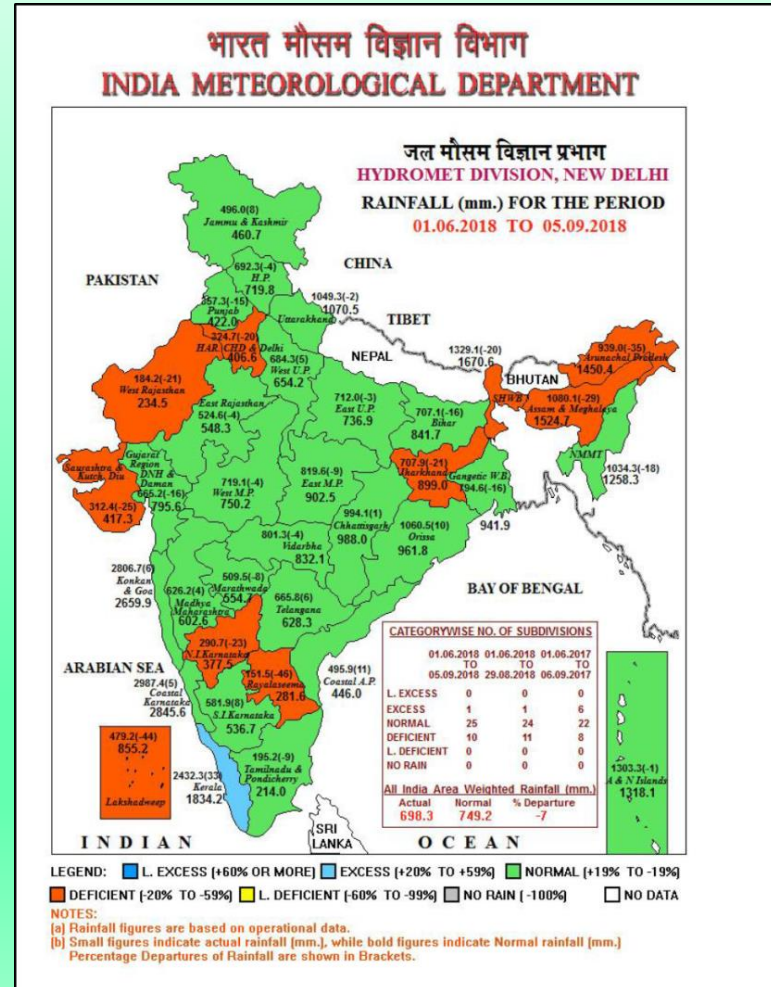 भारत मौसम विज्ञान विभाग
INDIA METEOROLOGICAL DEPARTMENT
जल मौसम विज्ञान प्रभाग
HYDROMET DIVISION, NEW DELHI
RAINFALL (mm.) FOR THE PERIOD
01.06.2018 TO 05.09.2018
496.0(8)
Jammu & Kashmir
460.7
692.3(-4)
H.P.
719.8
CHINA
PAKISTAN
357.3(-15)
Punjab
422.0
1049.3(-2)
1070.5
Uttarakhand
TIBET
324.7(-20)
HAR. CHD & Delhi
406.6
684.3(5)
West U.P.
654.2
NEPAL
1329.1(-20)
1670.6
SHWB
BHUTAN
939.0(-35)
Arunachal Pradesh
1450.4
184.2(-21)
West Rajasthan
234.5
East Rajasthan
524.6(-4)
548.3
712.0(-3)
East U.P.
736.9
707.1(-16)
Bihar
841.7
1080.1(-29)
Assam & Meghalaya
1524.7
NMMT
1034.3(-18)
1258.3
Saurashtra &
Kutch, Diu
312.4(-25)
417.3
Gujarat
Region
DNH &
Daman
665.2(-16)
795.6
719.1(-4)
West M.P.
750.2
819.6(-9)
East M.P.
902.5
707.9(-21)
Jharkhand
899.0
Gangetic W.B.
794.6(-16)
941.9
994.1(1)
Chhattisgarh
988.0
1060.5(10)
Orissa
961.8
801.3(-4)
Vidarbha
832.1
2806.7(6)
Konkan
& Goa
2659.9
626.2(4)
Madhya
Maharashtra
602.6
509.5(-8)
Marathwada
554.7
665.8(6)
Telangana
628.3
BAY OF BENGAL
ARABIAN SEA
290.7(-23)
N.I.Karnataka
377.5
151.5(-46)
Rayalaseema
281.6
495.9(11)
Coastal A.P.
446.0
2987.4(5)
Coastal
Karnataka
2845.6
581.9(8)
S.I.Karnataka
536.7
479.2(-44)
855.2
Lakshadweep
2432.3(33)
Kerala
1834.2
195.2(-9)
Tamilnadu &
Pondicherry
214.0
CATEGORYWISE NO. OF SUBDIVISIONS
01.06.2018 01.06.2018 01.06.2017
TO TO TO
05.09.2018 29.08.2018 06.09.2017
L. EXCESS 0 0 0
EXCESS 1 1 6
NORMAL 25 24 22
DEFICIENT 10 11 8
L. DEFICIENT 0 0 0
NO RAIN 0 0 0
All India Area Weighted Rainfall (mm.)
Actual Normal % Departure
698.3 749.2 -7
1303.3(-1)
A & N Islands
1318.1
SRI
LANKA
INDIAN OCEAN
LEGEND: L. EXCESS (+60% OR MORE) EXCESS (+20% TO +59%) NORMAL (+19% TO -19%)
DEFICIENT (-20% TO -59%) L. DEFICIENT (-60% TO -99%) NO RAIN (-100%) NO DATA
NOTES:
(a) Rainfall figures are based on operational data.
(b) Small figures indicate actual rainfall (mm.), while bold figures indicate Normal rainfall (mm.)
Percentage Departures of Rainfall are shown in Brackets.